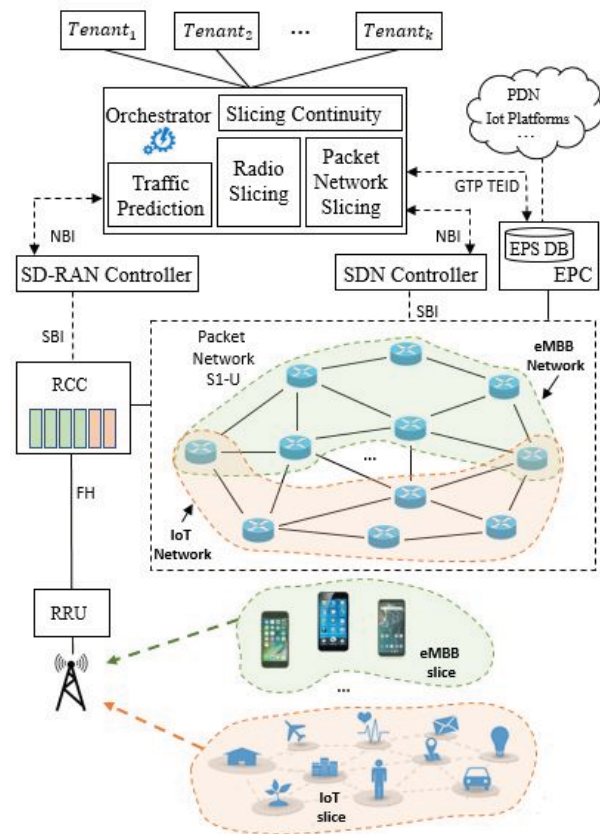 Tenant₁
Tenant₂
...
Tenantₖ
Orchestrator
Slicing Continuity
Traffic
Prediction
Radio
Slicing
Packet
Network
Slicing
PDN
Iot Platforms
...
GTP TEID
NBI
NBI
EPS DB
EPC
SD-RAN Controller
SDN Controller
SBI
SBI
RCC
Packet
Network
S1-U
eMBB
Network
...
IoT
Network
FH
RRU
eMBB
slice
...
IoT
slice